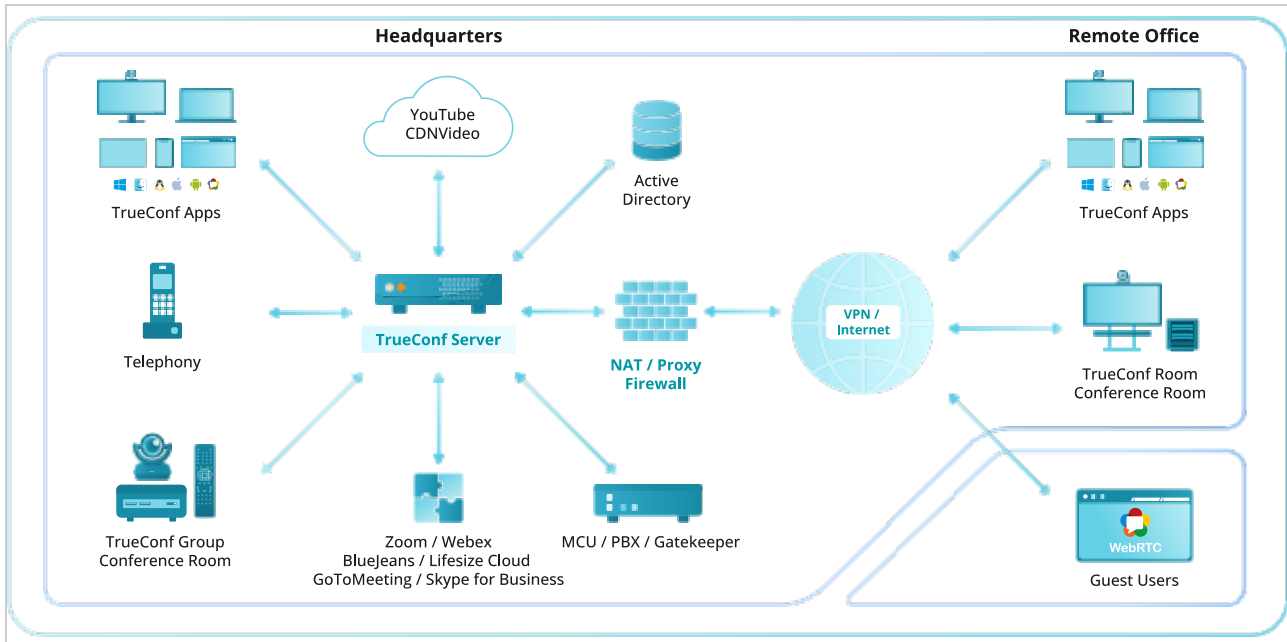 Headquarters
Remote Office
YouTube
CDNVideo
Active
Directory
TrueConf Apps
TrueConf Apps
VPN /
Internet
TrueConf Server
Telephony
NAT / Proxy
Firewall
TrueConf Room
Conference Room
TrueConf Group
Conference Room
Zoom / Webex
BlueJeans / Lifesize Cloud
GoToMeeting / Skype for Business
MCU / PBX / Gatekeeper
WebRTC
Guest Users